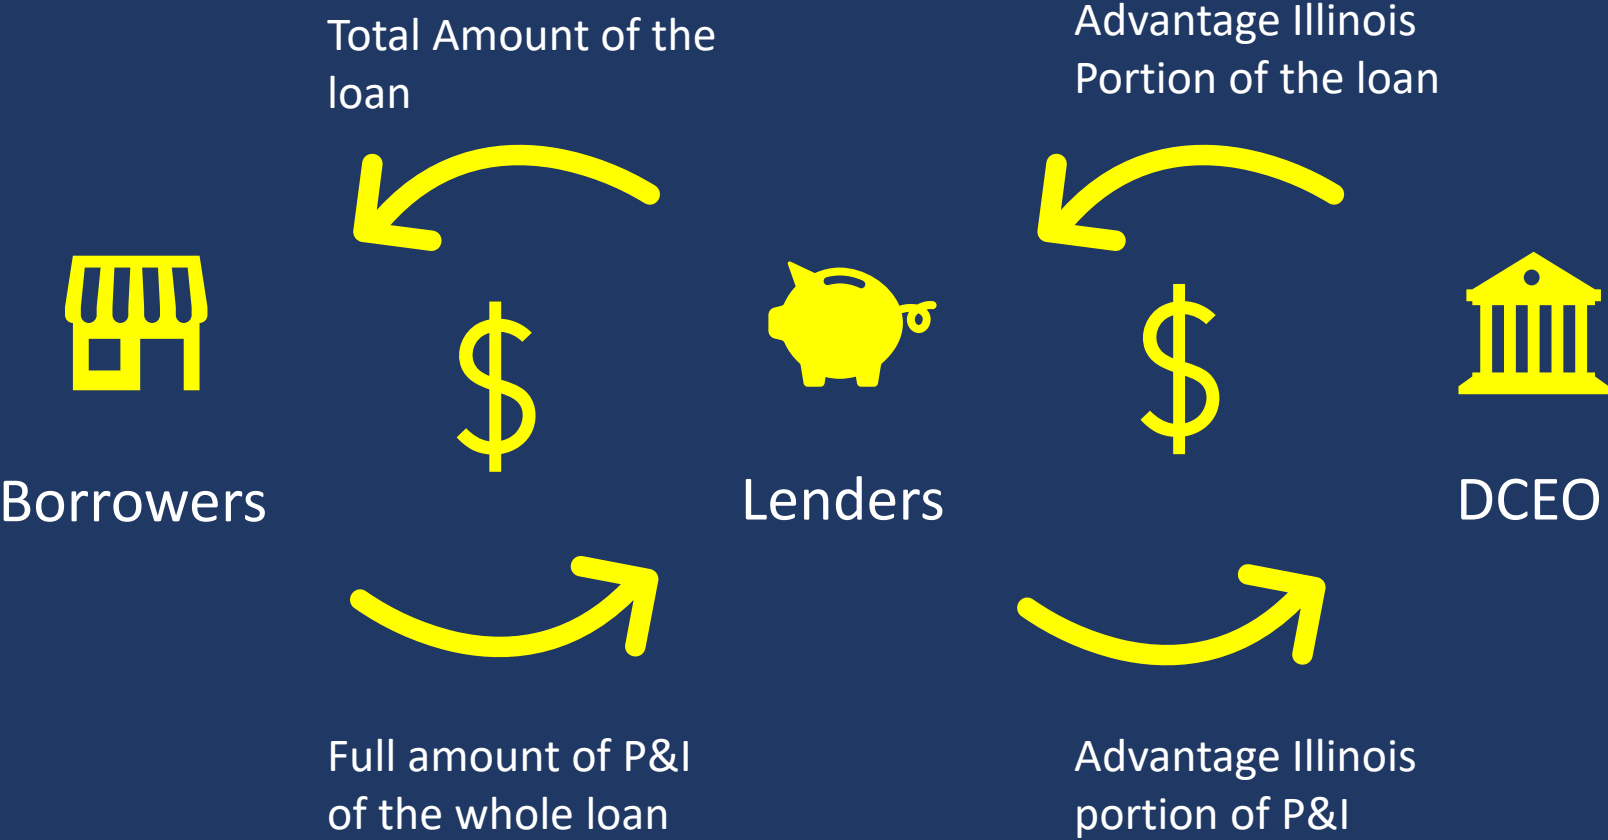 Total Amount of the
loan
Advantage Illinois
Portion of the loan
$
$
Borrowers
Lenders
DCEO
Full amount of P&I
of the whole loan
Advantage Illinois
portion of P&I